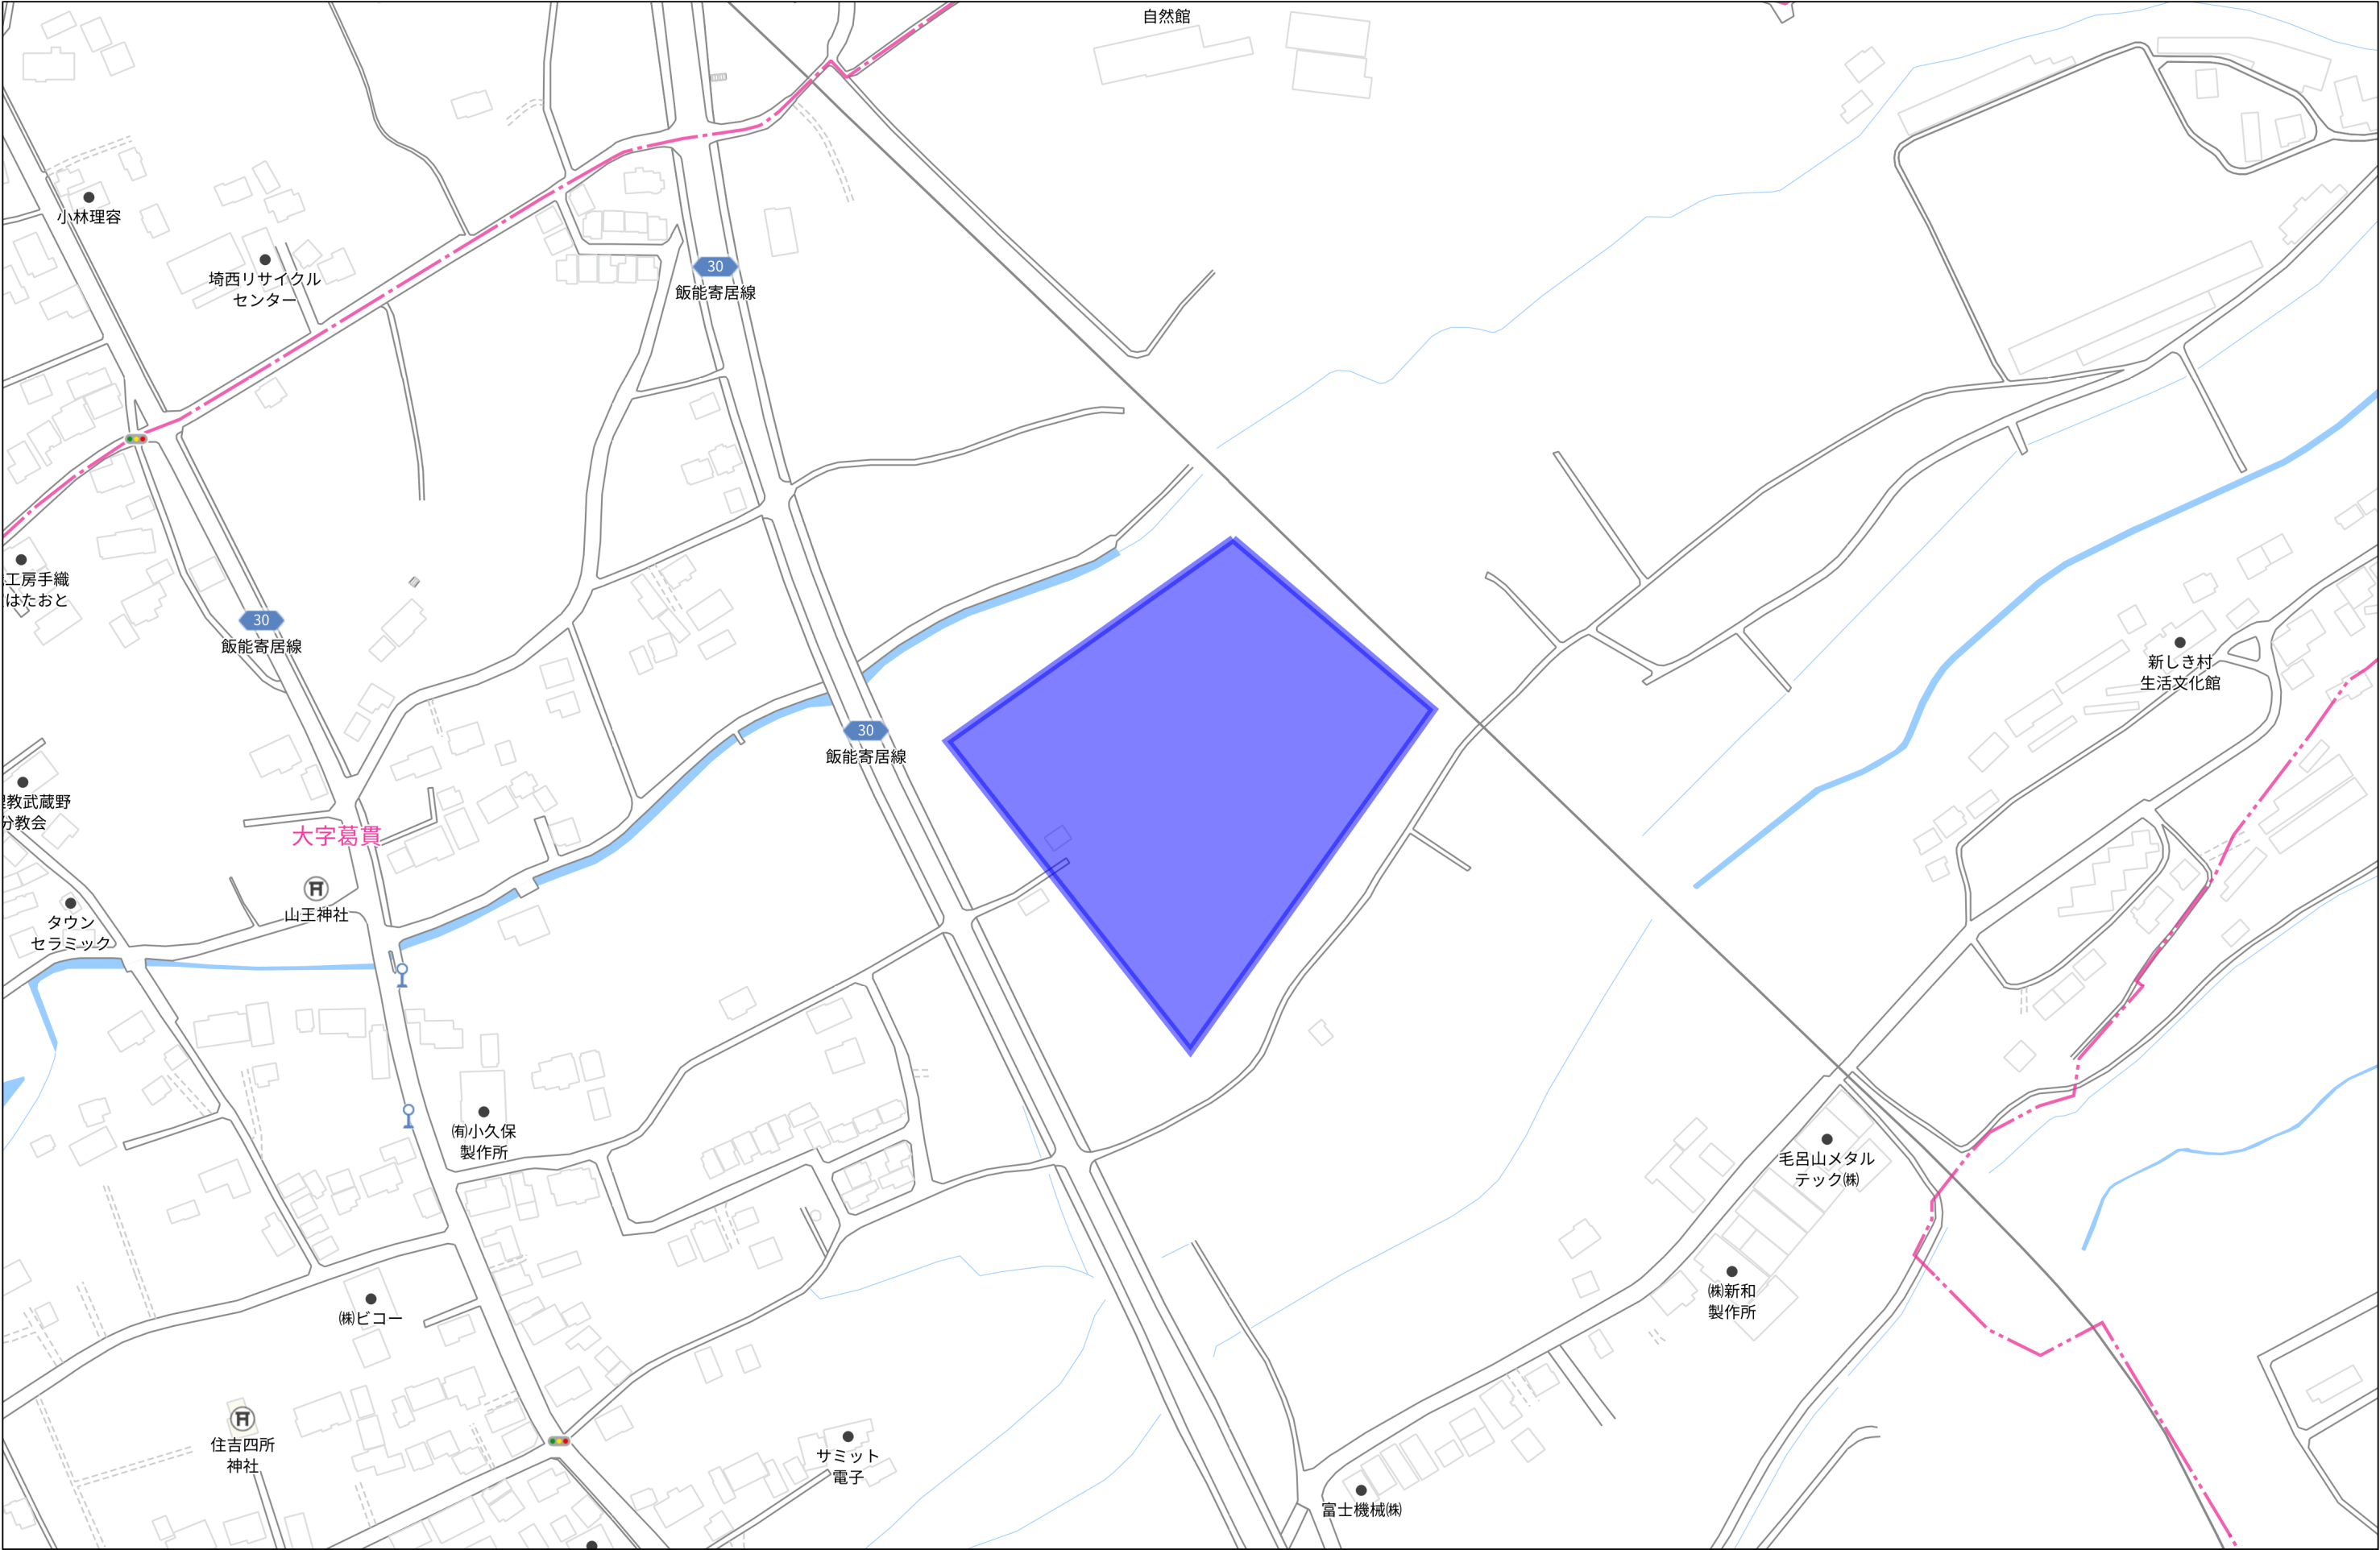 自然館
小林理容
埼西リサイクル
センター
30
飯能寄居線
工房手織
はたおと
30
飯能寄居線
新しき村
生活文化館
30
飯能寄居線
教武蔵野
分教会
大字葛貫
山王神社
タウン
セラミック
㈲小久保
製作所
毛呂山メタル
テック㈱
㈱新和
製作所
㈱ビコー
住吉四所
神社
サミット
電子
富士機械㈱